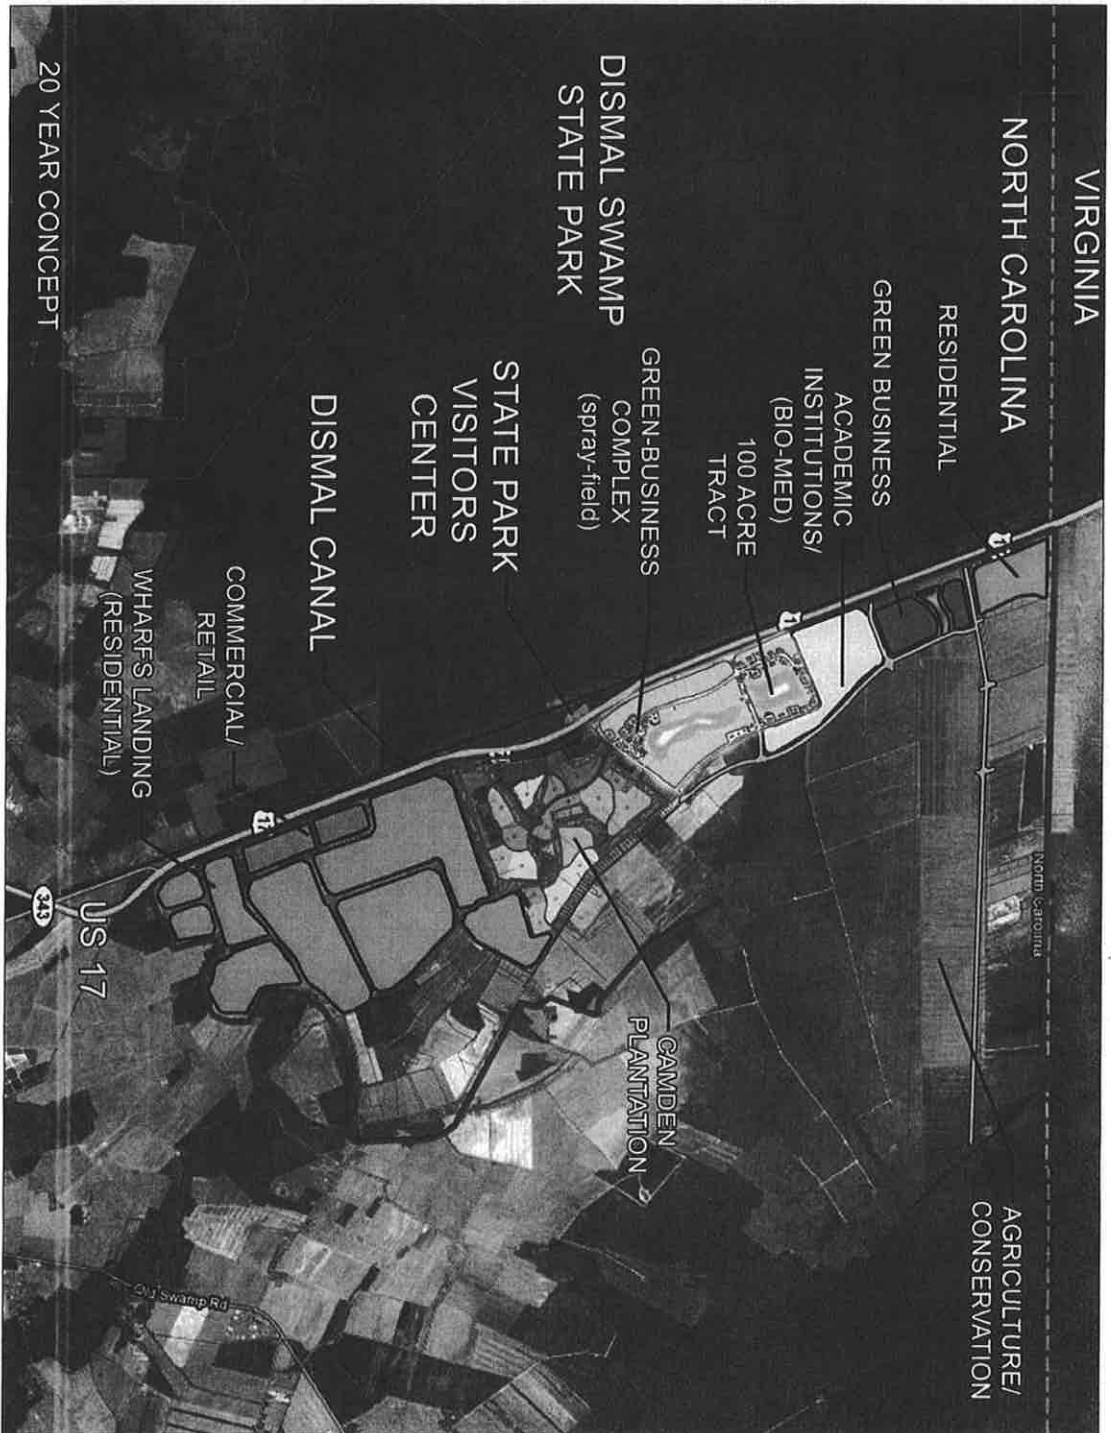 VIRGINIA
NORTH CAROLINA
RESIDENTIAL
GREEN BUSINESS
ACADEMIC
INSTITUTIONS/
(BIO-MED)
100 ACRE
TRACT
DISMAL SWAMP
STATE PARK
GREEN-BUSINESS
COMPLEX
(spray-field)
STATE PARK
VISITORS
CENTER
DISMAL CANAL
COMMERCIAL/
RETAIL
WHARFS LANDING
(RESIDENTIAL)
20 YEAR CONCEPT
North Carolina
AGRICULTURE/
CONSERVATION
CAMDEN
PLANTATION
17
US 17
343
Old Swamp Rd